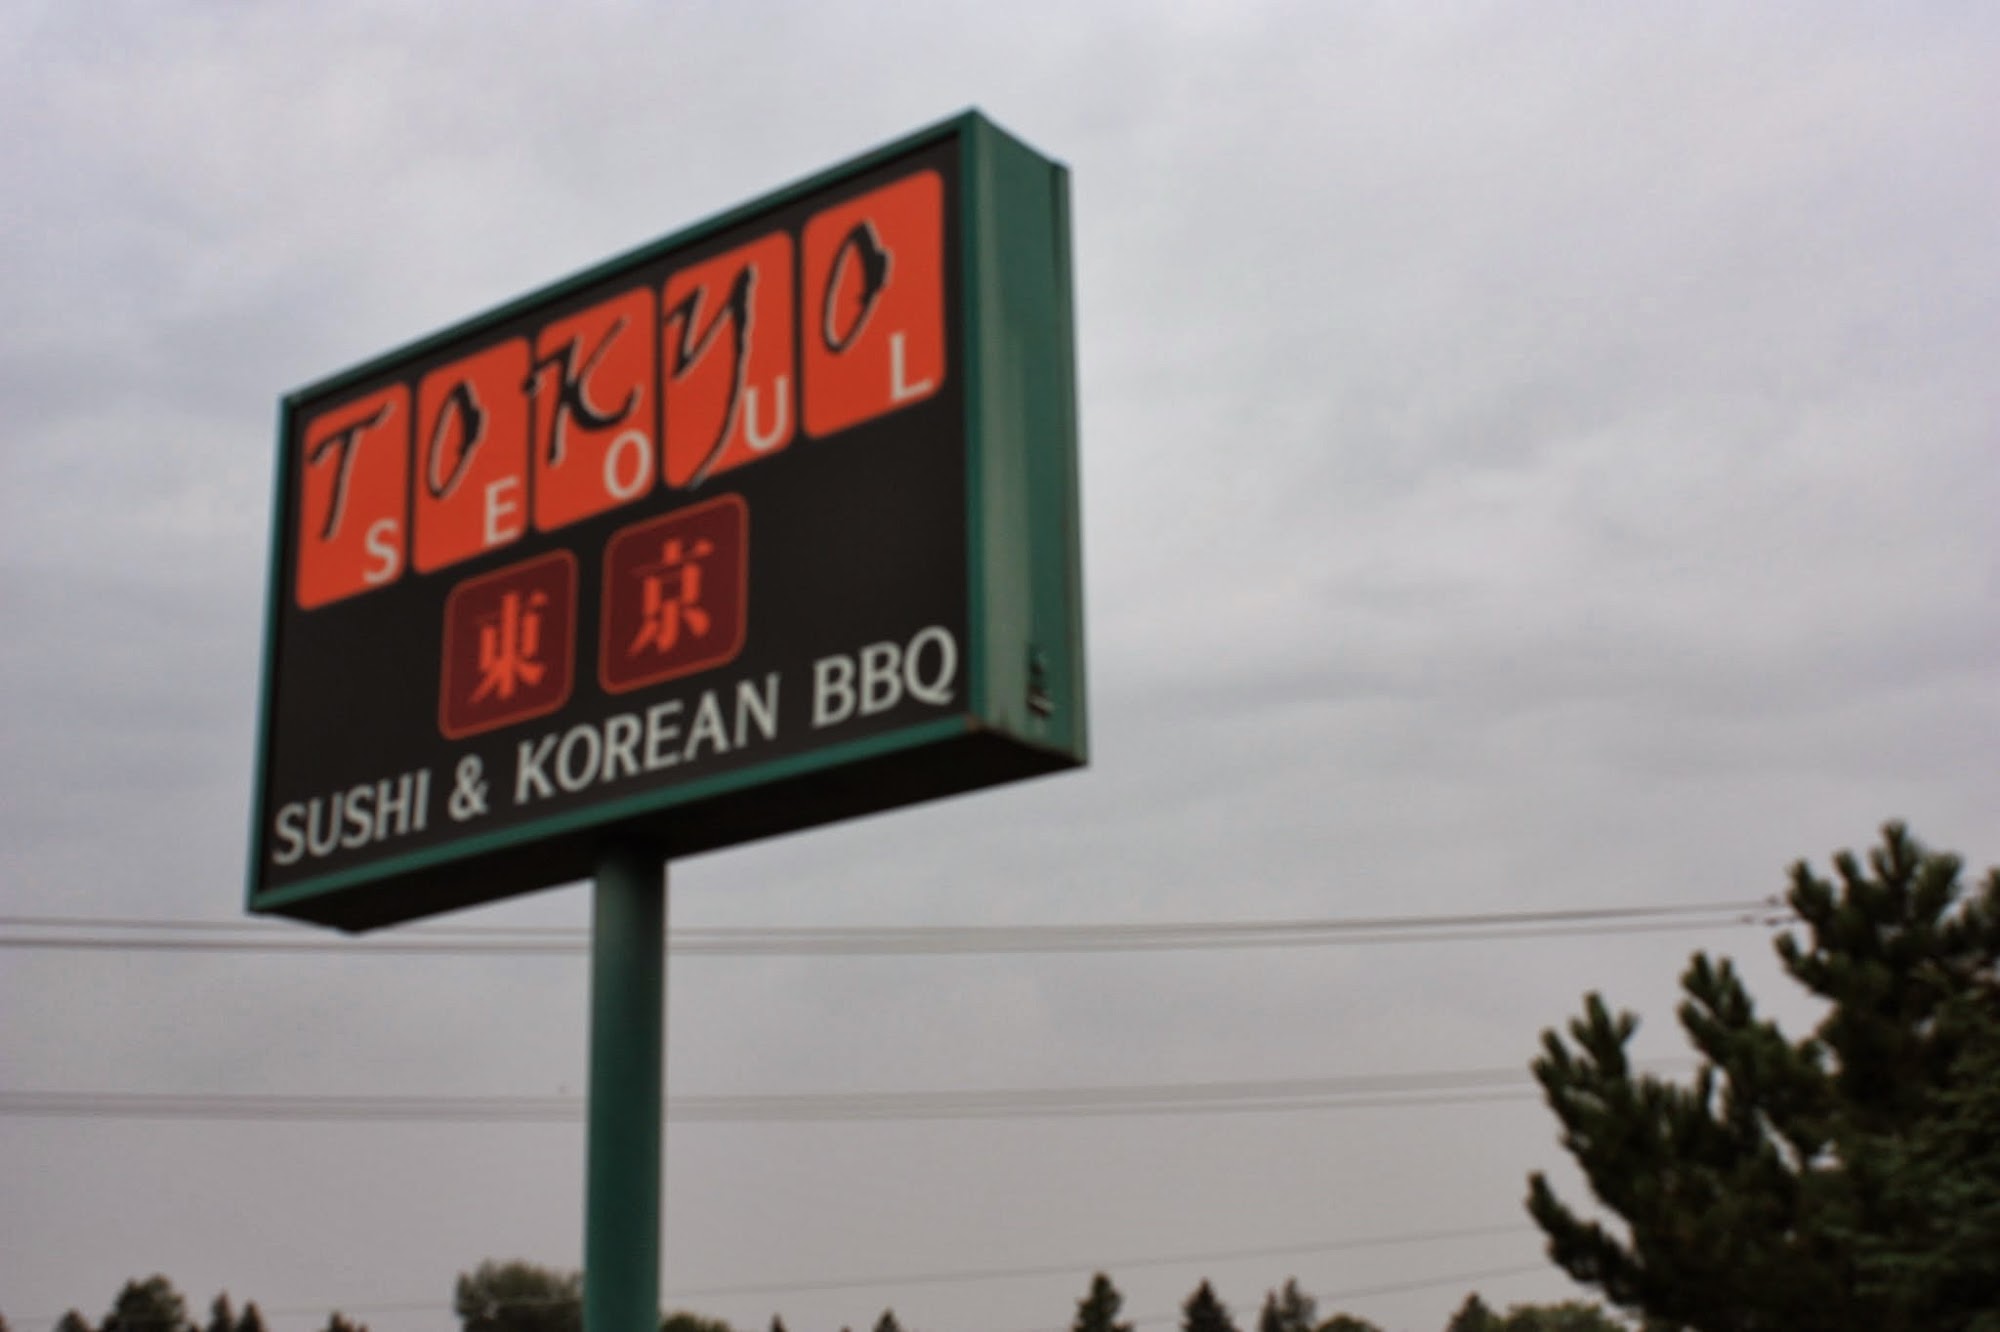 TOKYO
SEOUL
東京
SUSHI & KOREAN BBQ